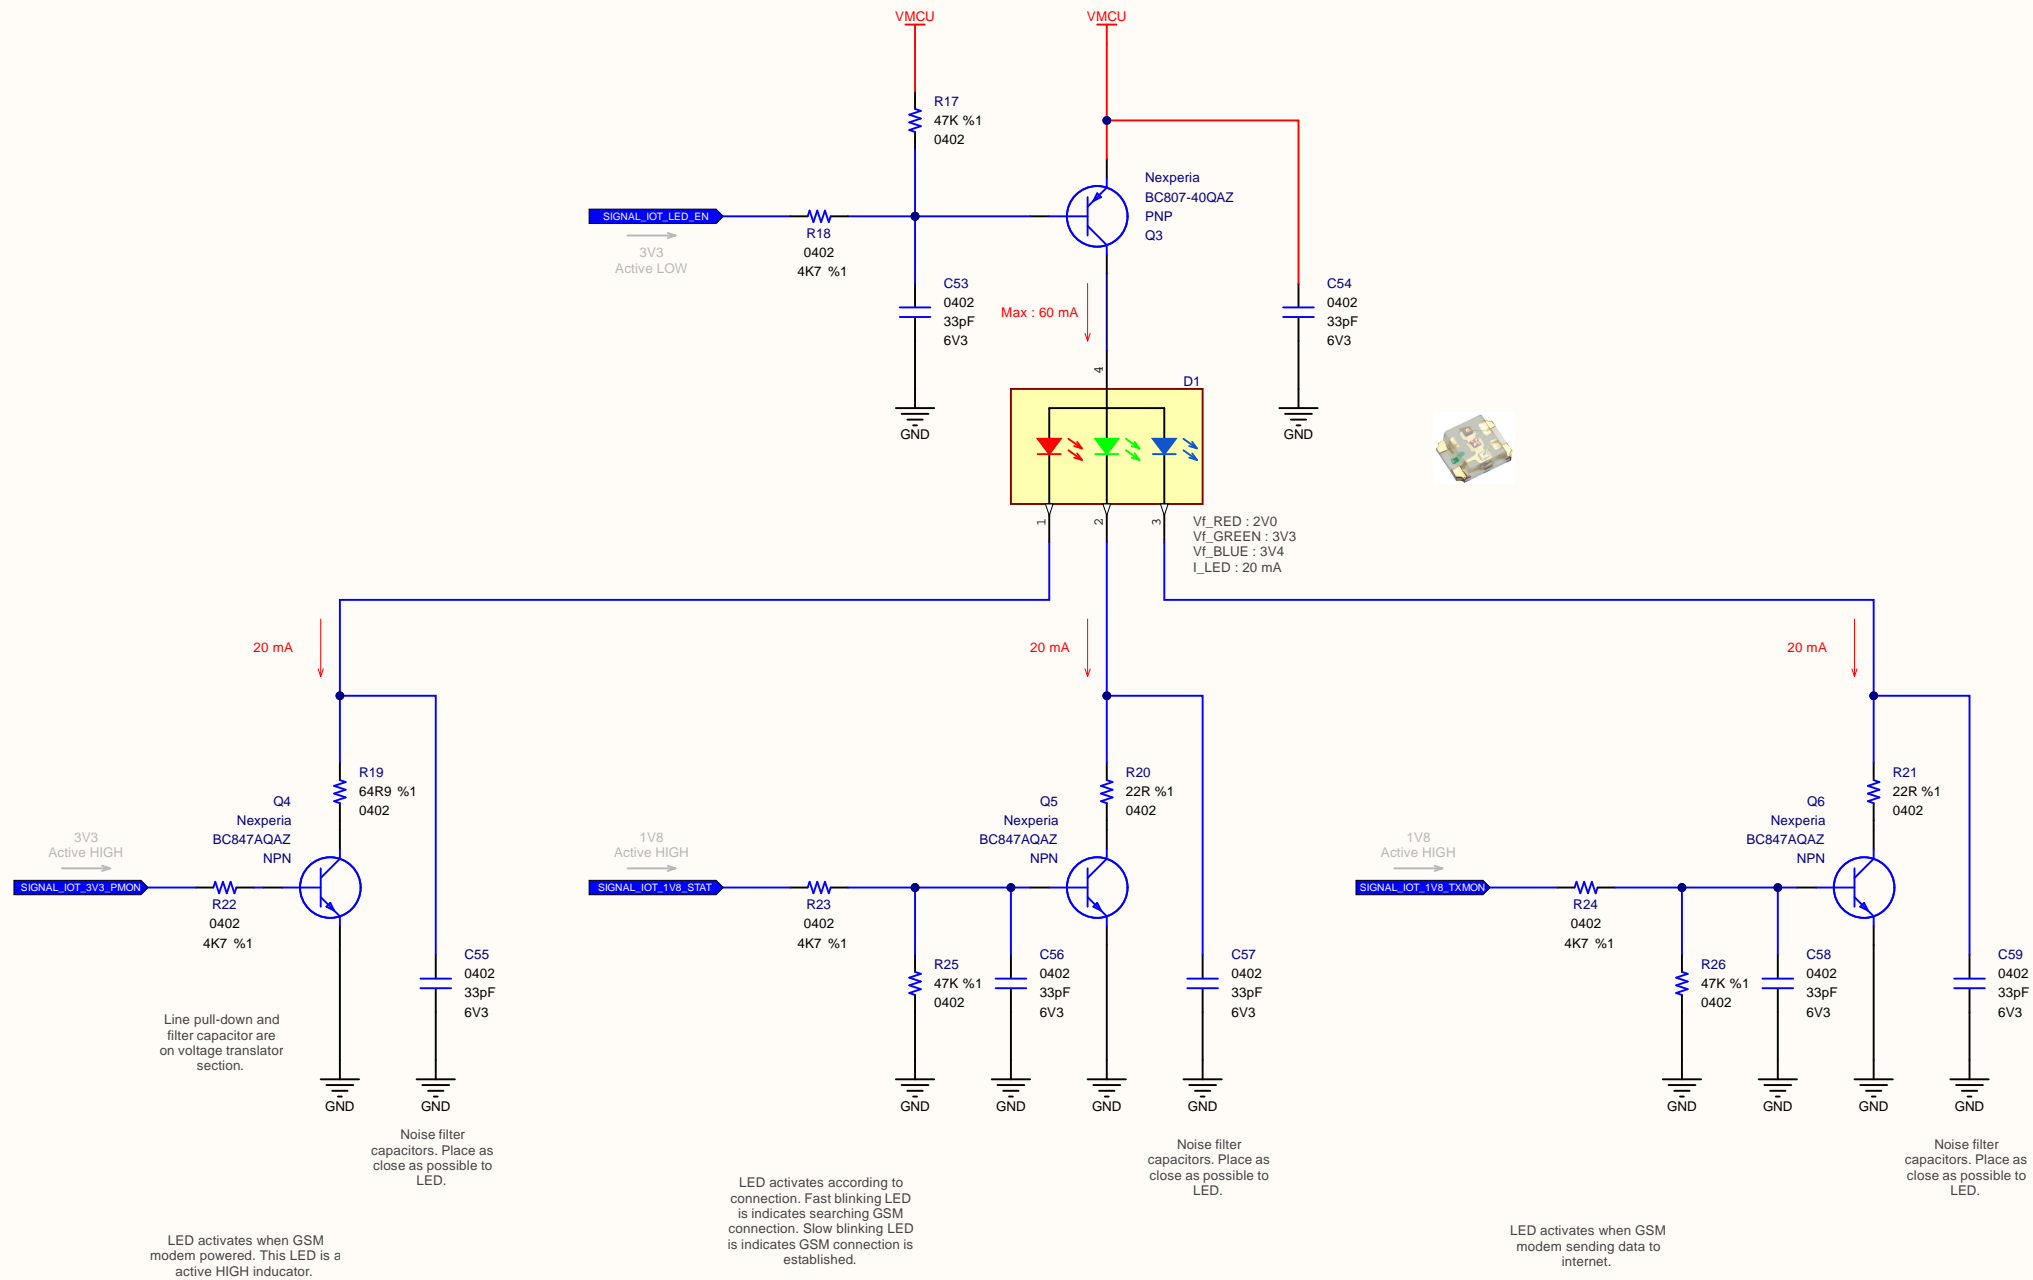 VMCU
VMCU
R17
47K %1
0402
Nexperia
BC807-40QAZ
PNP
Q3
SIGNAL_IOT_LED_EN
3V3
Active LOW
R18
0402
4K7 %1
C53
0402
33pF
6V3
GND
Max : 60 mA
C54
0402
33pF
6V3
GND
4
D1
1
2
3
Vf_RED : 2V0
Vf_GREEN : 3V3
Vf_BLUE : 3V4
I_LED : 20 mA
20 mA
20 mA
20 mA
R19
64R9 %1
0402
Q4
Nexperia
BC847AQAZ
NPN
3V3
Active HIGH
SIGNAL_IOT_3V3_PMON
R22
0402
4K7 %1
C55
0402
33pF
6V3
Line pull-down and
filter capacitor are
on voltage translator
section.
GND
GND
Noise filter
capacitors. Place as
close as possible to
LED.
LED activates when GSM
modem powered. This LED is a
active HIGH inducator.
R20
22R %1
0402
Q5
Nexperia
BC847AQAZ
NPN
1V8
Active HIGH
SIGNAL_IOT_1V8_STAT
R23
0402
4K7 %1
R25
47K %1
0402
C56
0402
33pF
6V3
C57
0402
33pF
6V3
GND
GND
GND
GND
Noise filter
capacitors. Place as
close as possible to
LED.
LED activates according to
connection. Fast blinking LED
is indicates searching GSM
connection. Slow blinking LED
is indicates GSM connection is
established.
R21
22R %1
0402
Q6
Nexperia
BC847AQAZ
NPN
1V8
Active HIGH
SIGNAL_IOT_1V8_TXMON
R24
0402
4K7 %1
R26
47K %1
0402
C58
0402
33pF
6V3
C59
0402
33pF
6V3
GND
GND
GND
GND
Noise filter
capacitors. Place as
close as possible to
LED.
LED activates when GSM
modem sending data to
internet.